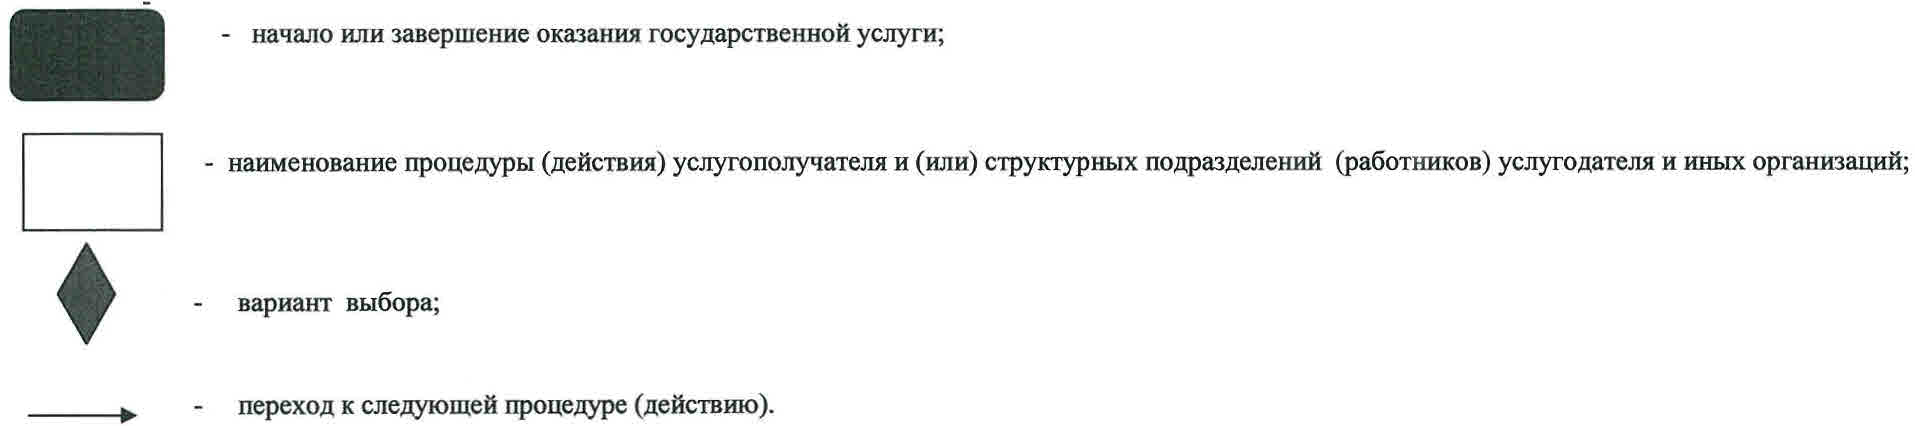 - начало или завершение оказания государственной услуги;
- наименование процедуры (действия) услугополучателя и (или) структурных подразделений (работников) услугодателя и иных организаций;
- вариант выбора;
- переход к следующей процедуре (действию).